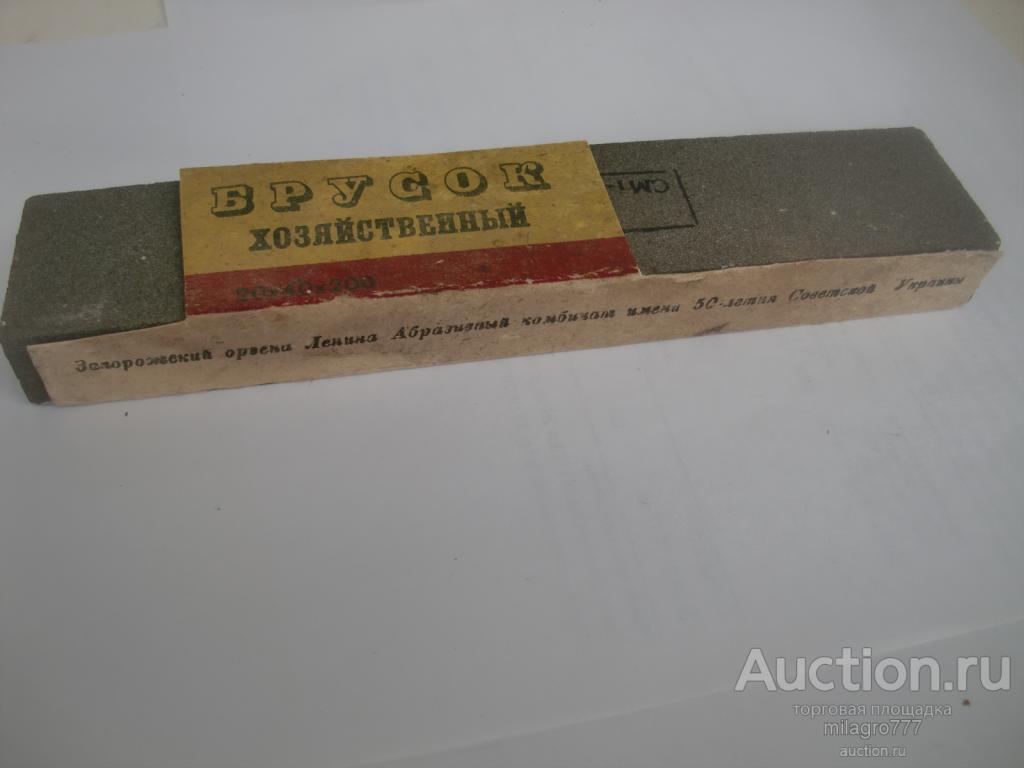 БРУСОК
ХОЗЯЙСТВЕННЫЙ
20×40×200
Запорожский ордена Ленина Абразивный комбинат имени 50-летия Советской Украины
СМ1
Auction.ru
торговая площадка
milagro777
auction.ru